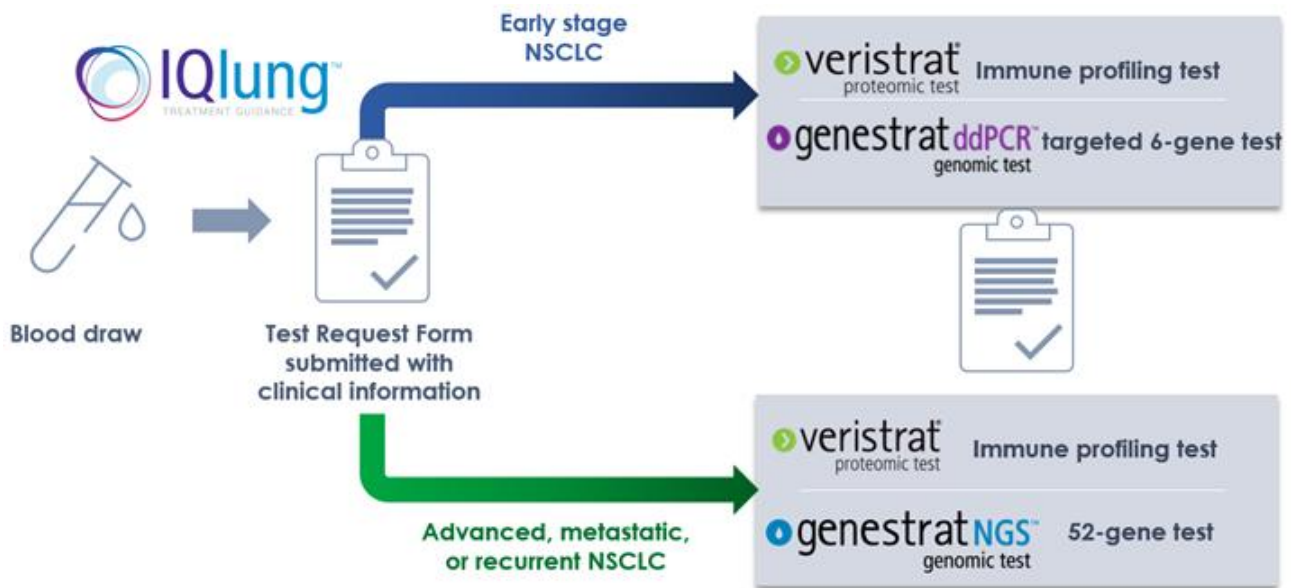 IQlung™
TREATMENT GUIDANCE
Blood draw
Test Request Form
submitted with
clinical information
Early stage
NSCLC
veristrat® Immune profiling test
proteomic test
genestrat ddPCR™ targeted 6-gene test
genomic test
Advanced, metastatic,
or recurrent NSCLC
veristrat® Immune profiling test
proteomic test
genestrat NGS™ 52-gene test
genomic test